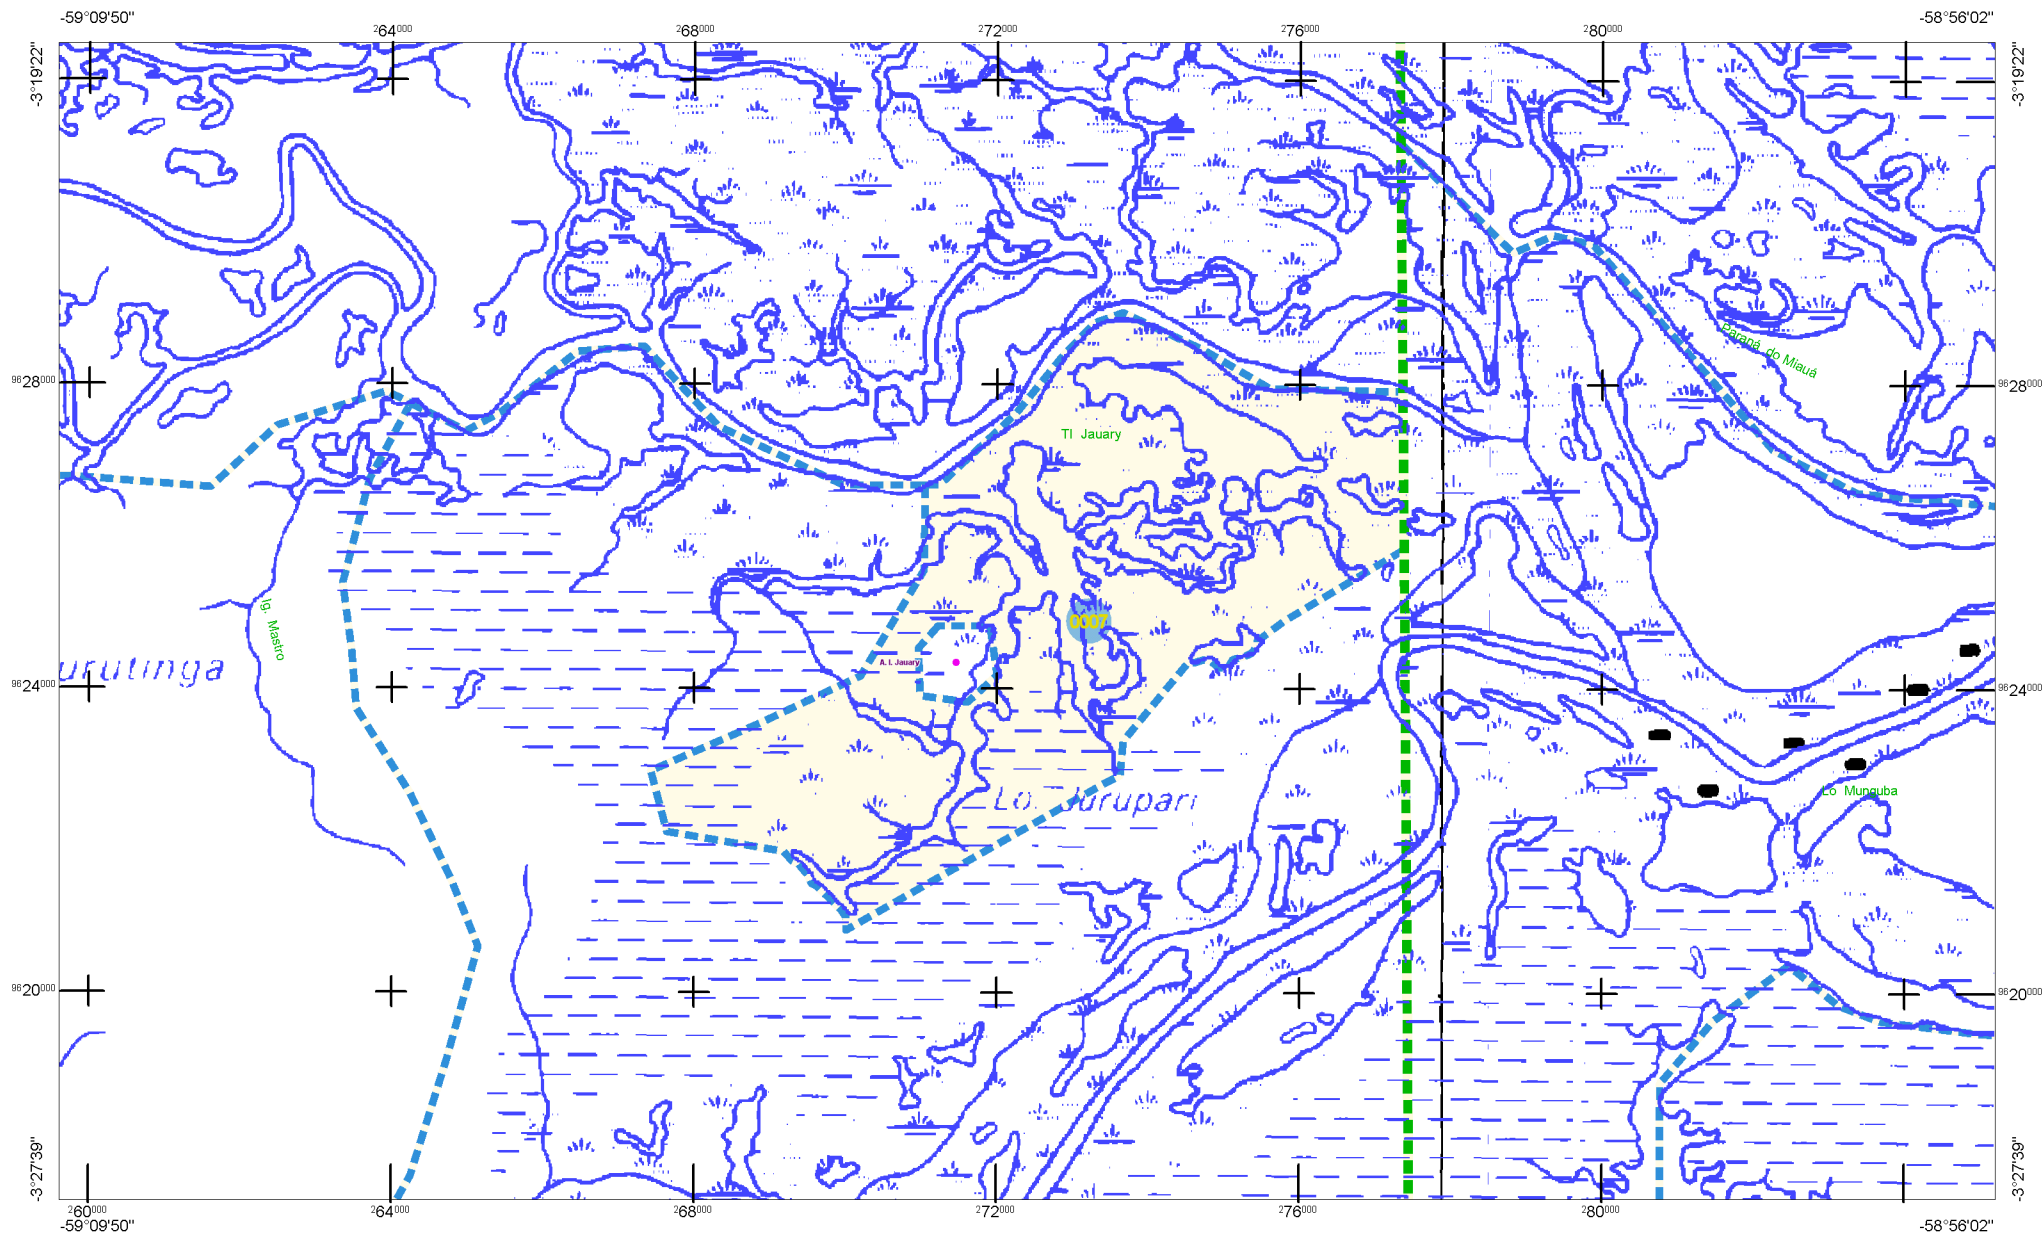 -59°09'50" -58°56'02"
264000 268000 272000 276000 280000
-3°19'22" -3°19'22"
Paraná do Miauá
9628000 9628000
TI Jauary
Ig. Mastro
0007
A. I. Jauary
urutinga
9624000 9624000
Lo. Jurupari
Lo Munguba
9620000 9620000
-3°27'39" -3°27'39"
260000 264000 268000 272000 276000 280000
-59°09'50" -58°56'02"